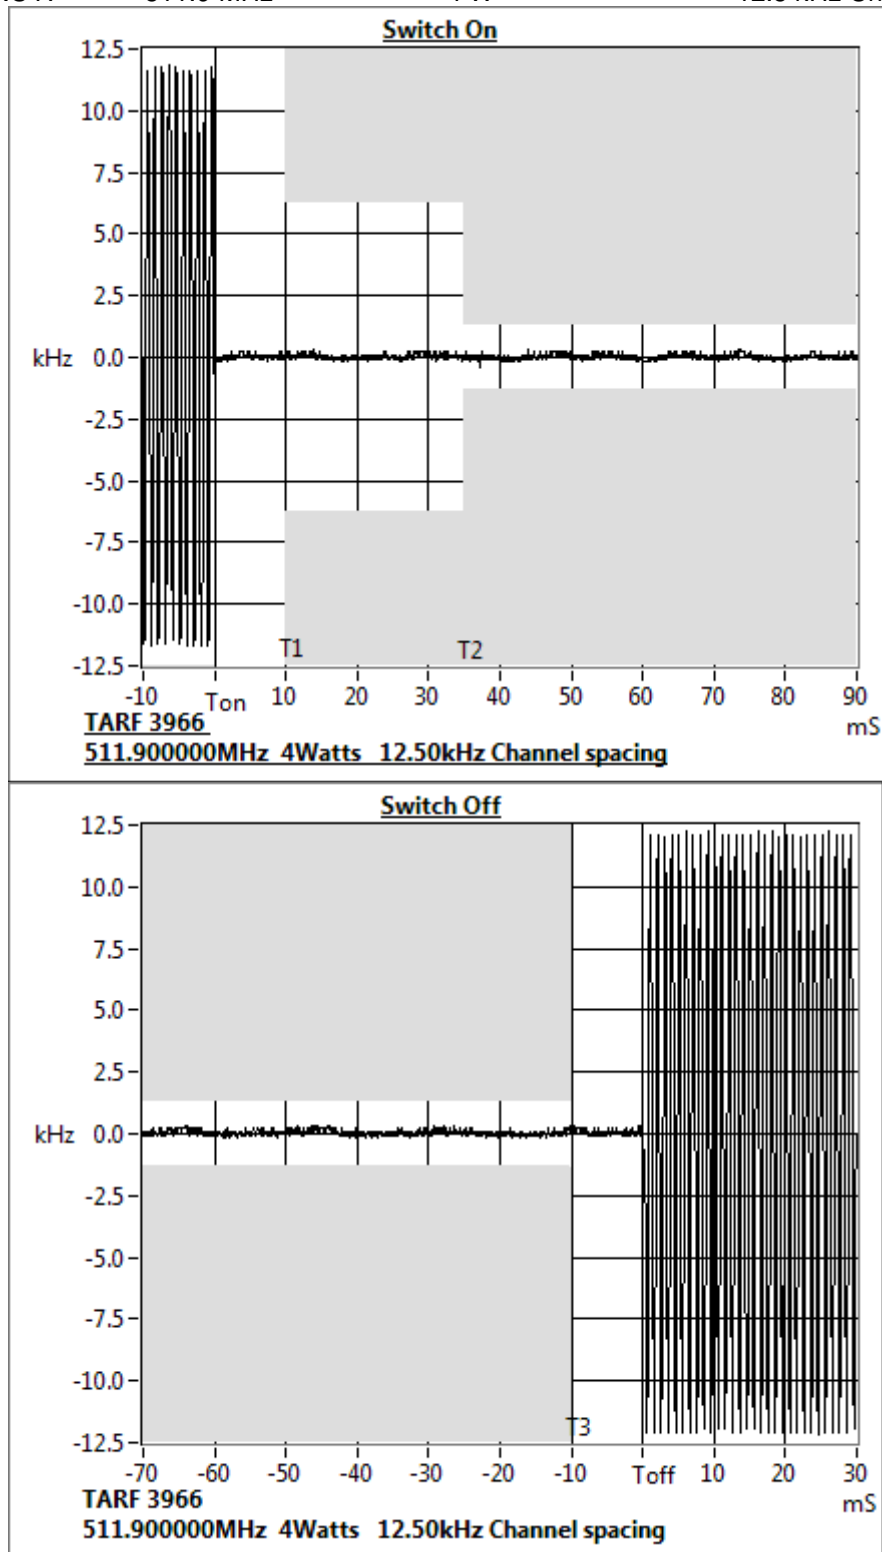 Switch On
12.5
10.0
7.5
5.0
2.5
kHz 0.0
-2.5
-5.0
-7.5
-10.0
-12.5
T1 T2
-10 Ton 10 20 30 40 50 60 70 80 90
mS
TARF 3966
511.900000MHz 4Watts 12.50kHz Channel spacing
Switch Off
12.5
10.0
7.5
5.0
2.5
kHz 0.0
-2.5
-5.0
-7.5
-10.0
-12.5
T3
-70 -60 -50 -40 -30 -20 -10 Toff 10 20 30
mS
TARF 3966
511.900000MHz 4Watts 12.50kHz Channel spacing